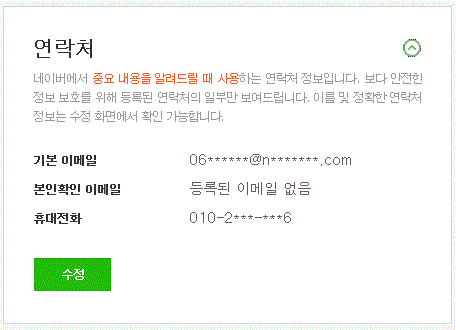 연락처
네이버에서 중요 내용을 알려드릴 때 사용하는 연락처 정보입니다. 보다 안전한
정보 보호를 위해 등록된 연락처의 일부만 보여드립니다. 이름 및 정확한 연락처
정보는 수정 화면에서 확인 가능합니다.
기본 이메일 06******@n*******.com
본인확인 이메일 등록된 이메일 없음
휴대전화 010-2***-***6
수정